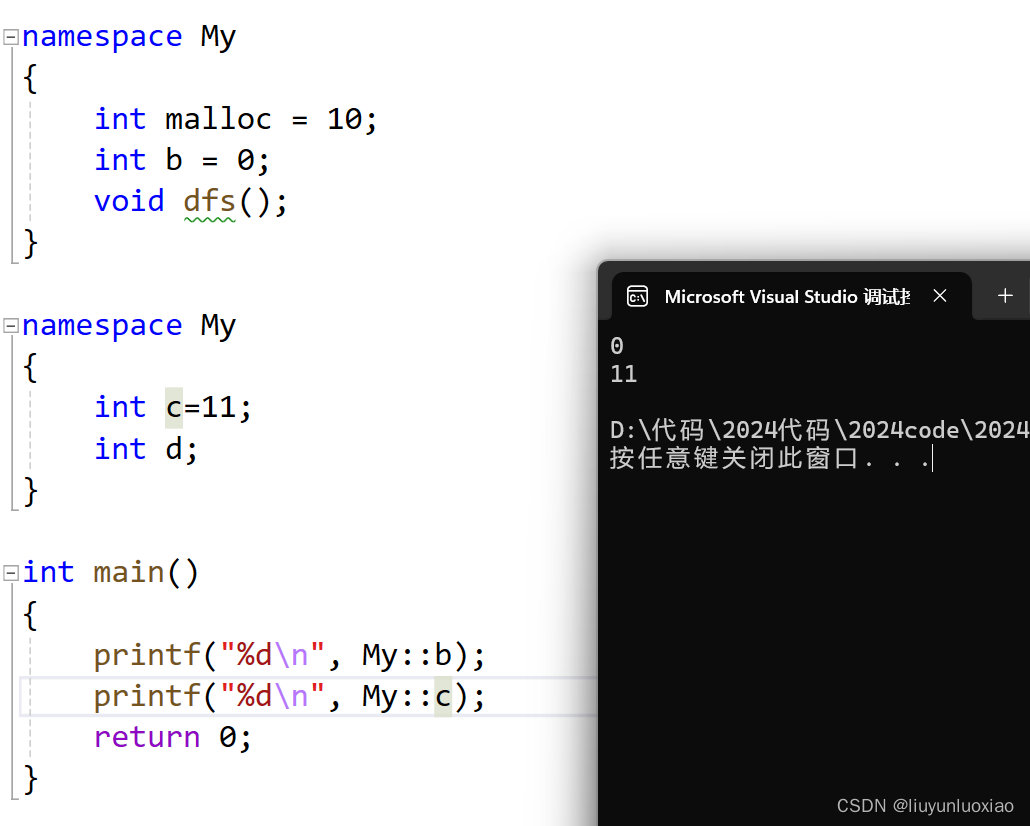 namespace My
{
    int malloc = 10;
    int b = 0;
    void dfs();
}
namespace My
{
    int c=11;
    int d;
}
int main()
{
    printf("%d\n", My::b);
    printf("%d\n", My::c);
    return 0;
}
Microsoft Visual Studio 调试
0
11
D:\代码\2024代码\2024code\2024
按任意键关闭此窗口. . .
CSDN @liuyunluoxiao